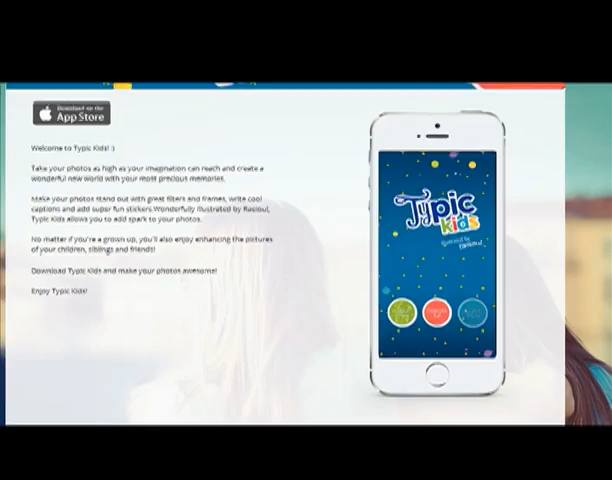 Download on the
App Store
Welcome to Typic Kids! :)
Take your photos as high as your imagination can reach and create a
wonderful new world with your most precious memories.
Make your photos stand out with great filters and frames, write cool
captions and add super fun stickers.Wonderfully illustrated by
Typic Kids allows you to add spark to your photos.
No matter if you're a grown up, you'll also enjoy enhancing the pictures
of your children, siblings and friends!
Download Typic Kids and make your photos awesome!
Enjoy Typic Kids!
Typic
kids